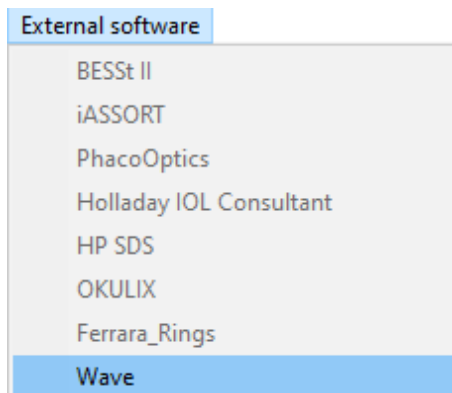 External software
BESSt II
iASSORT
PhacoOptics
Holladay IOL Consultant
HP SDS
OKULIX
Ferrara_Rings
Wave